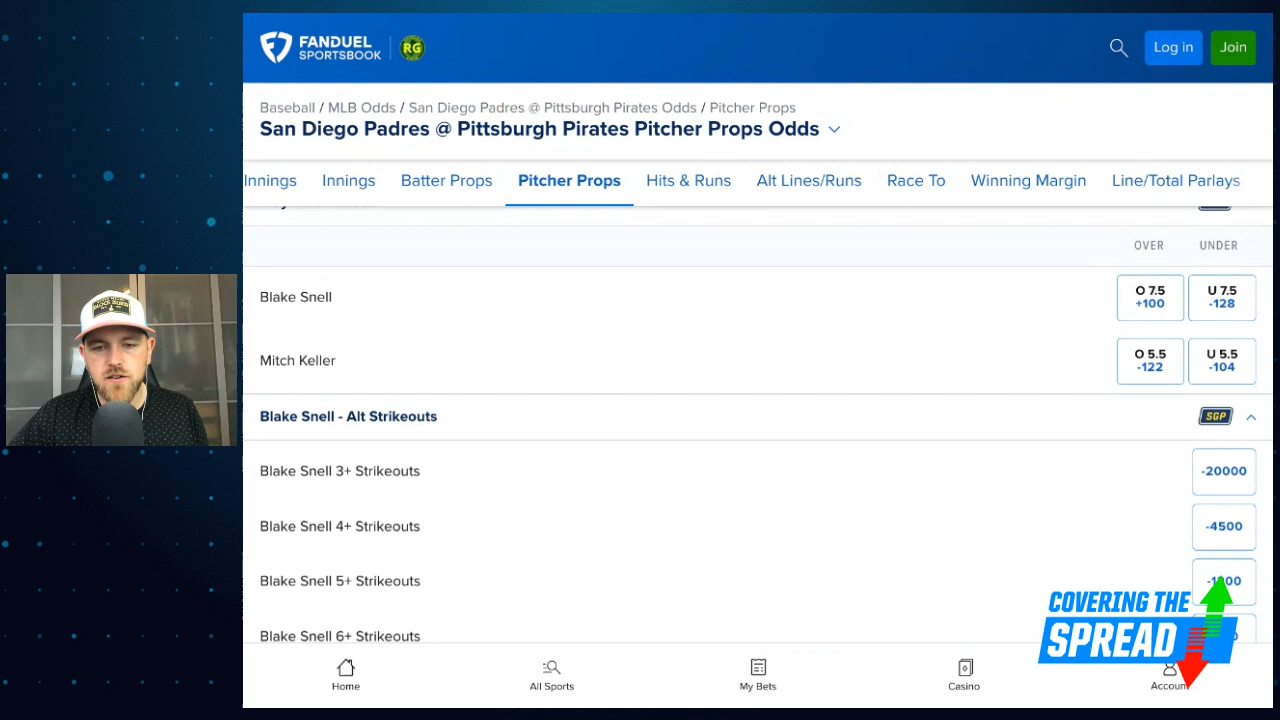 FANDUEL
SPORTSBOOK
RG
Log in
Join
Baseball / MLB Odds / San Diego Padres @ Pittsburgh Pirates Odds / Pitcher Props
San Diego Padres @ Pittsburgh Pirates Pitcher Props Odds
Innings
Innings
Batter Props
Pitcher Props
Hits & Runs
Alt Lines/Runs
Race To
Winning Margin
Line/Total Parlays
OVER
UNDER
Blake Snell
O 7.5
+100
U 7.5
-128
Mitch Keller
O 5.5
-122
U 5.5
-104
Blake Snell - Alt Strikeouts
SGP
Blake Snell 3+ Strikeouts
-20000
Blake Snell 4+ Strikeouts
-4500
Blake Snell 5+ Strikeouts
Blake Snell 6+ Strikeouts
COVERING THE
SPREAD
Home
All Sports
My Bets
Casino
Account